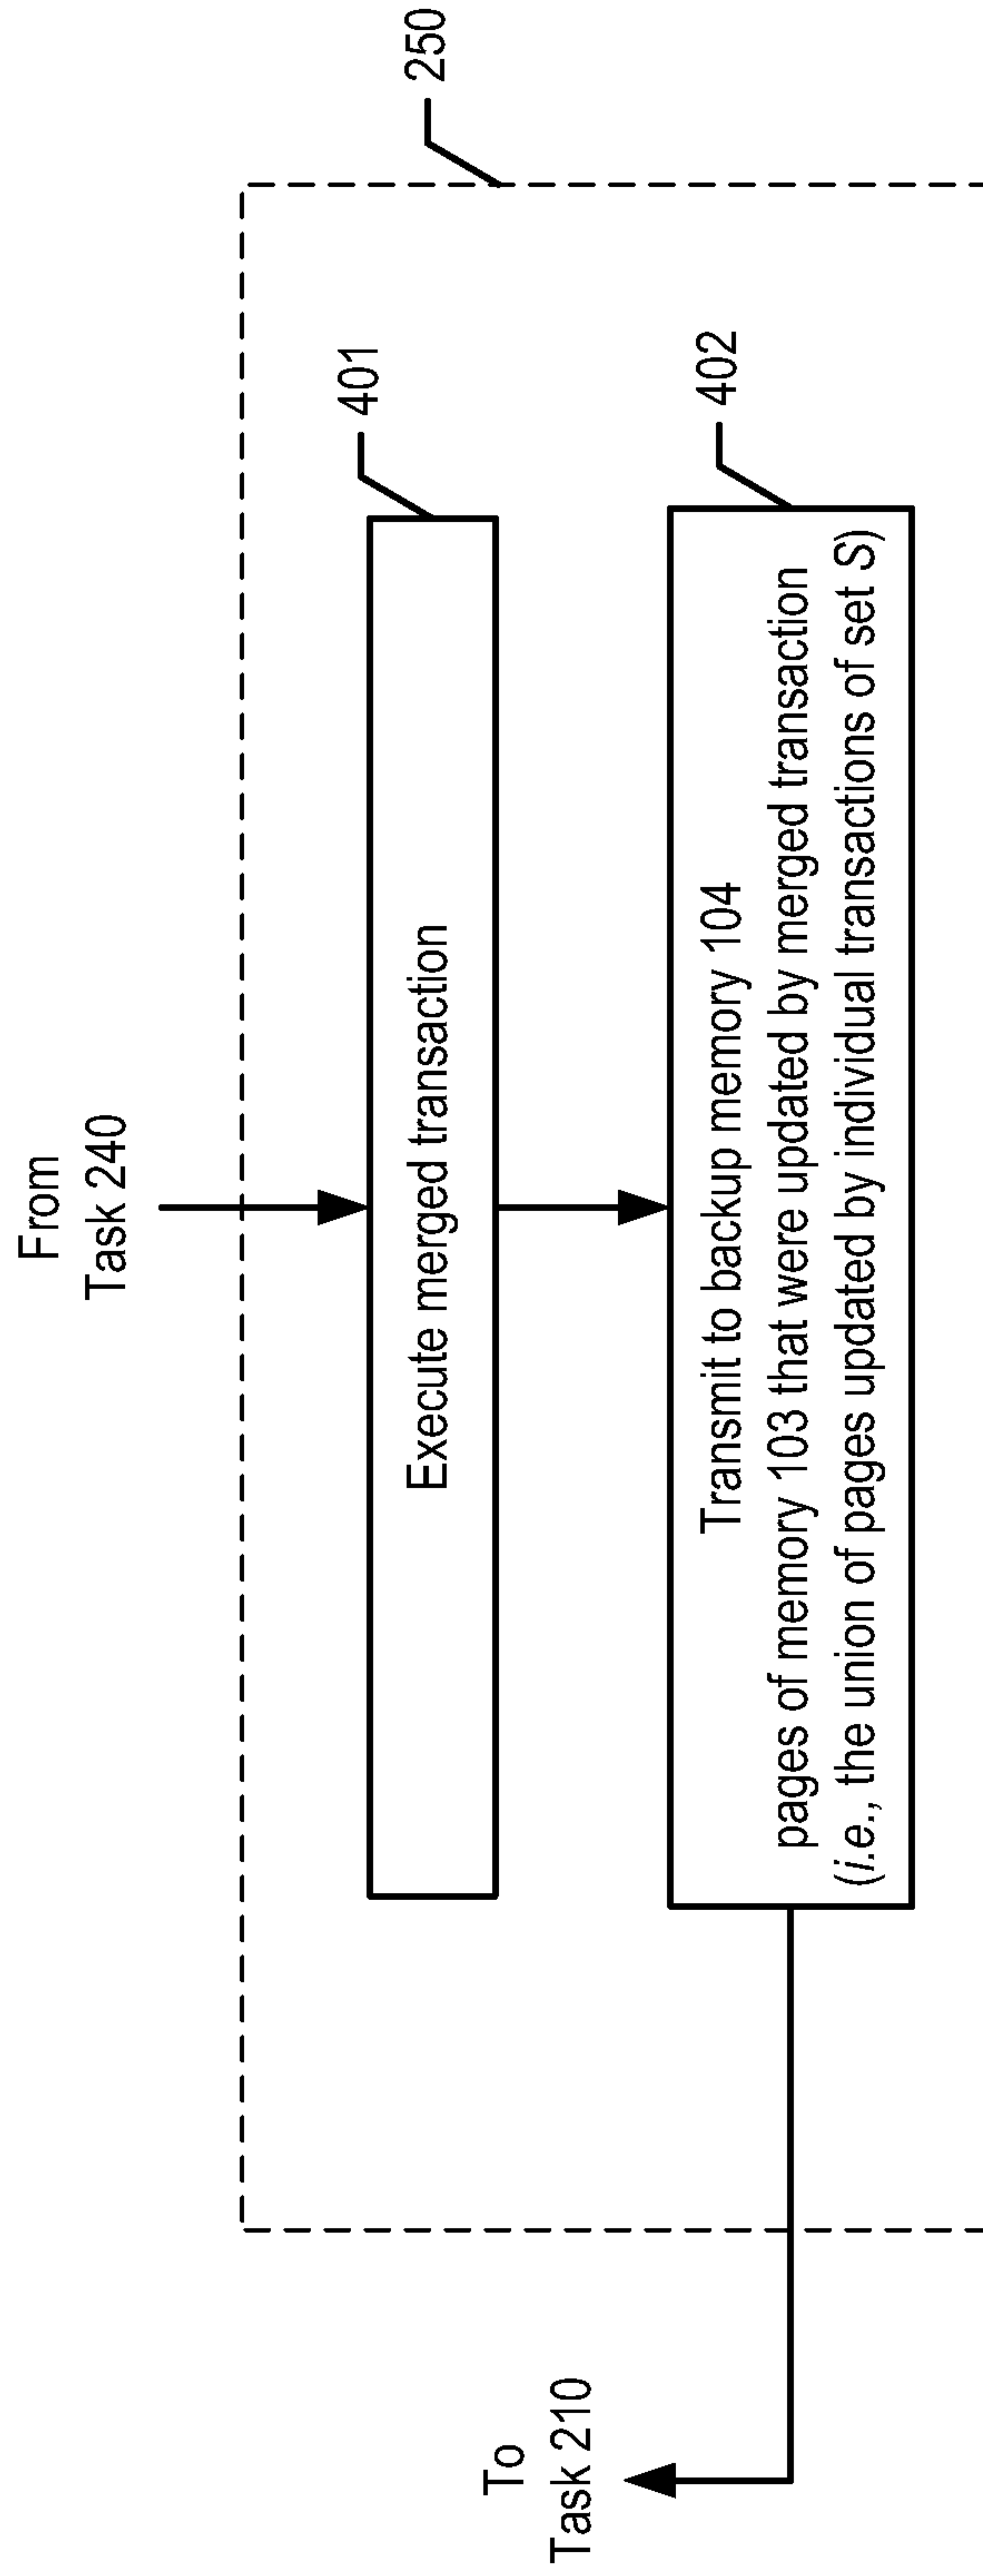 From
Task 240
250
401
Execute merged transaction
402
Transmit to backup memory 104
pages of memory 103 that were updated by merged transaction
(i.e., the union of pages updated by individual transactions of set S)
To
Task 210